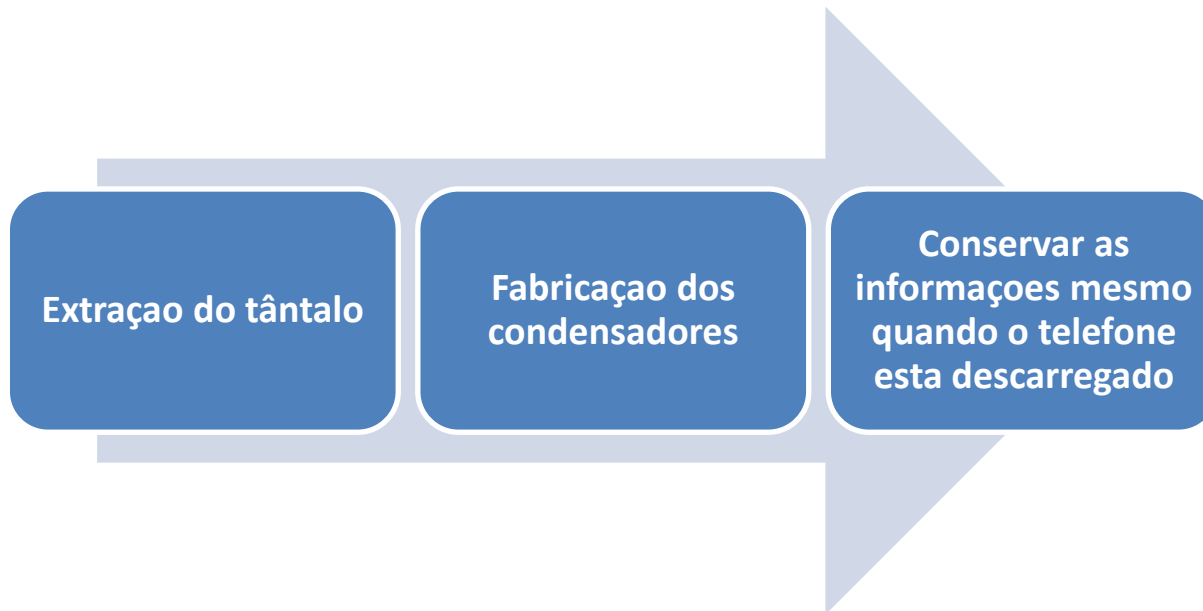 Extraçao do tântalo
Fabricaçao dos
condensadores
Conservar as
informaçoes mesmo
quando o telefone
esta descarregado